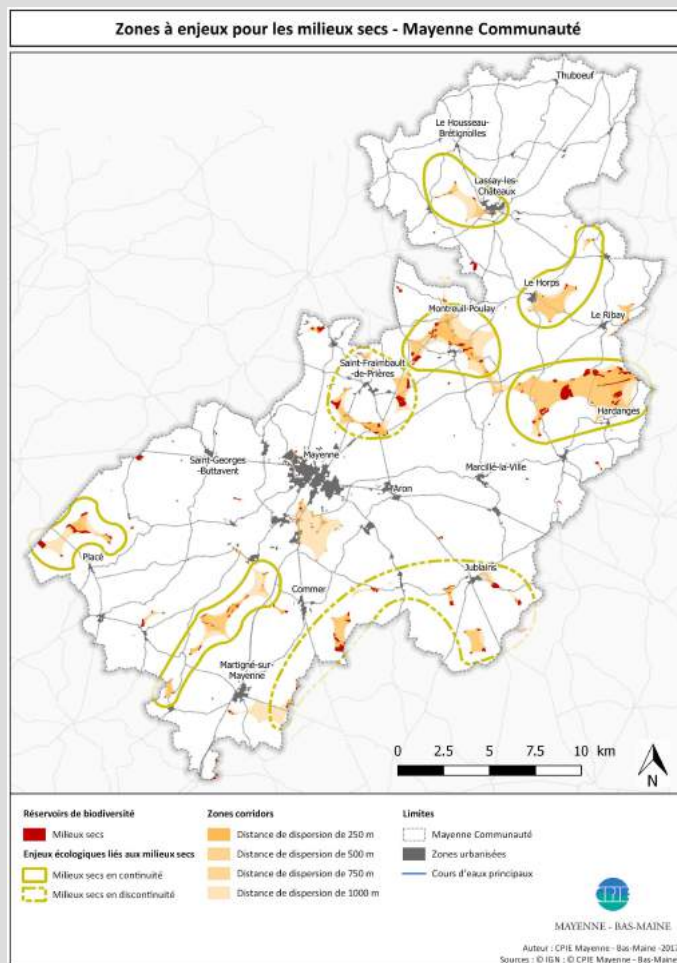 Zones à enjeux pour les milieux secs - Mayenne Communauté
Thuboeuf
Le Housseau-
Brétignolles
Lassay-les-
Châteaux
Le Horps
Montreuil-Poulay
Le Ribay
Saint-Fraimbault
-de-Prières
Hardanges
Mayenne
Saint-Georges
-Buttavent
Marcillé-la-Ville
Aron
Placé
Jublains
Commer
Martigné-sur-
Mayenne
0 2.5 5 7.5 10 km
N
Réservoirs de biodiversité
Milieux secs
Enjeux écologiques liés aux milieux secs
Milieux secs en continuité
Milieux secs en discontinuité
Zones corridors
Distance de dispersion de 250 m
Distance de dispersion de 500 m
Distance de dispersion de 750 m
Distance de dispersion de 1000 m
Limites
Mayenne Communauté
Zones urbanisées
Cours d'eaux principaux
CPIE
MAYENNE - BAS-MAINE
Auteur : CPIE Mayenne - Bas-Maine -2017
Sources : © IGN ; © CPIE Mayenne - Bas-Maine